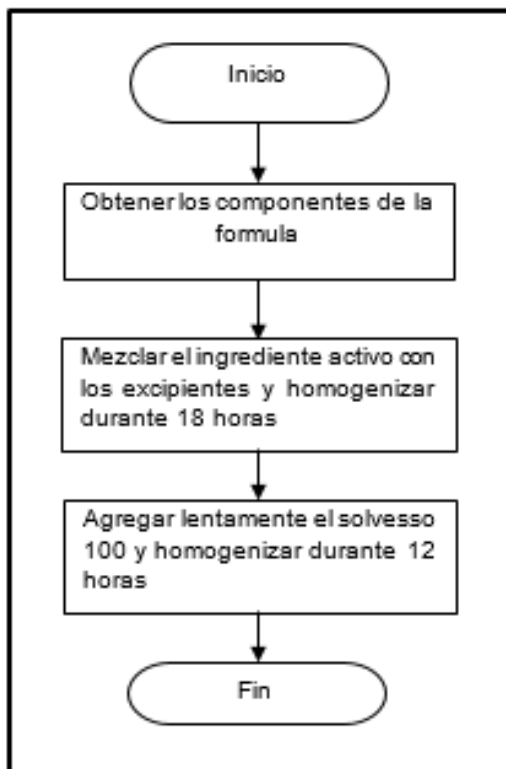 Inicio
Obtener los componentes de la
formula
Mezclar el ingrediente activo con
los excipientes y homogenizar
durante 18 horas
Agregar lentamente el solvesso
100 y homogenizar durante 12
horas
Fin